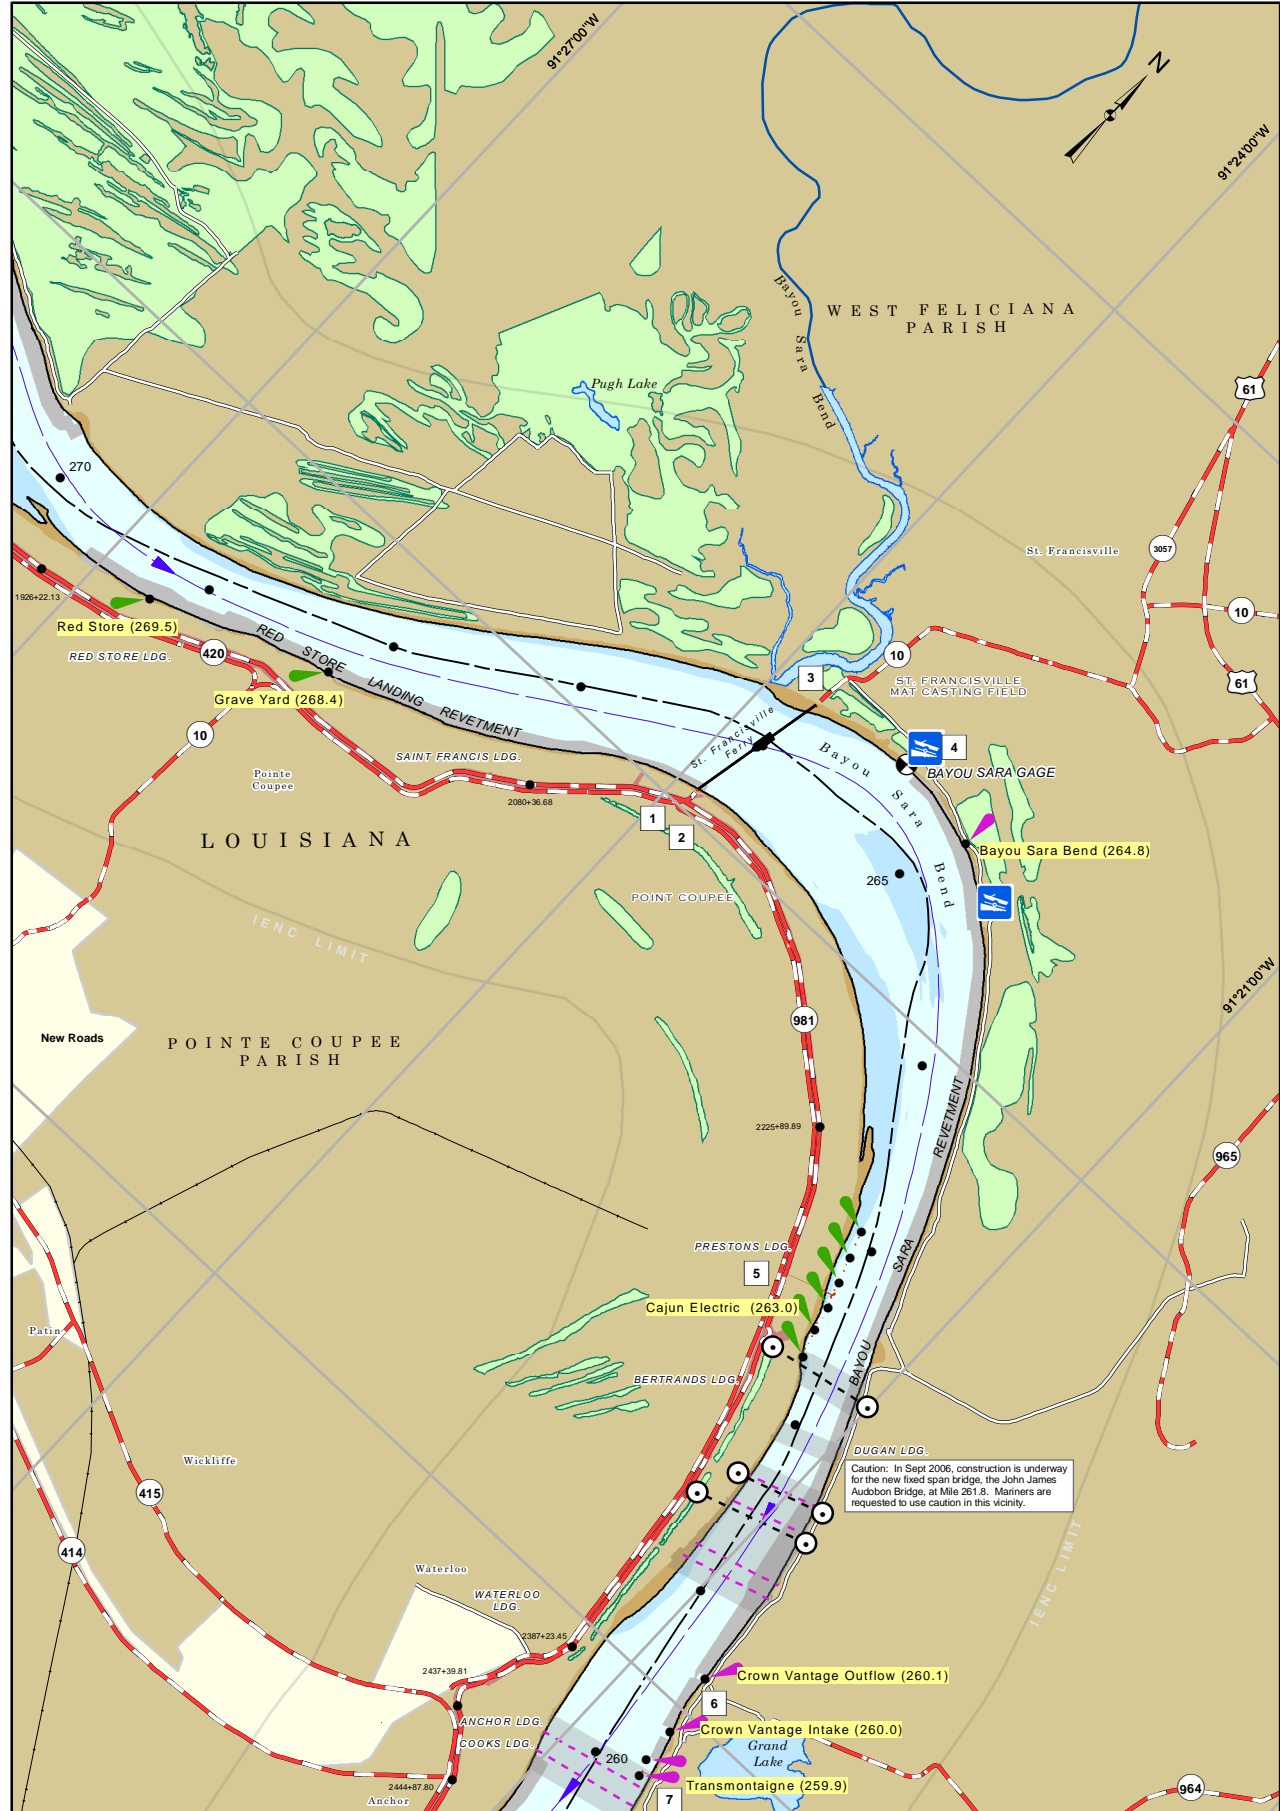 91°27'00"W
N
91°24'00"W
WEST FELICIANA
PARISH
Bayou Sara Bend
Pugh Lake
61
270
St. Francisville
3057
1926+22.13
10
Red Store (269.5)
RED STORE LDG.
420
RED STORE LANDING REVETMENT
10
3
ST. FRANCISVILLE
MAT CASTING FIELD
61
Grave Yard (268.4)
10
St. Francisville
Ferry
SAINT FRANCIS LDG.
Bayou Sara Bend
4
BAYOU SARA GAGE
Pointe
Coupee
2080+36.68
1
2
LOUISIANA
Bayou Sara Bend (264.8)
265
POINT COUPEE
IENC LIMIT
91°21'00"W
981
New Roads
POINTE COUPEE
PARISH
2225+89.89
BAYOU SARA REVETMENT
965
PRESTONS LDG.
5
Cajun Electric (263.0)
Patin
BERTRANDS LDG.
DUGAN LDG.
Wickliffe
Caution: In Sept 2006, construction is underway
for the new fixed span bridge, the John James
Audobon Bridge, at Mile 261.8. Mariners are
requested to use caution in this vicinity.
415
414
IENC LIMIT
Waterloo
WATERLOO
LDG.
2387+23.45
2437+39.81
Crown Vantage Outflow (260.1)
6
ANCHOR LDG.
Crown Vantage Intake (260.0)
COOKS LDG.
260
Grand
Lake
2444+87.80
Transmontaigne (259.9)
964
Anchor
7